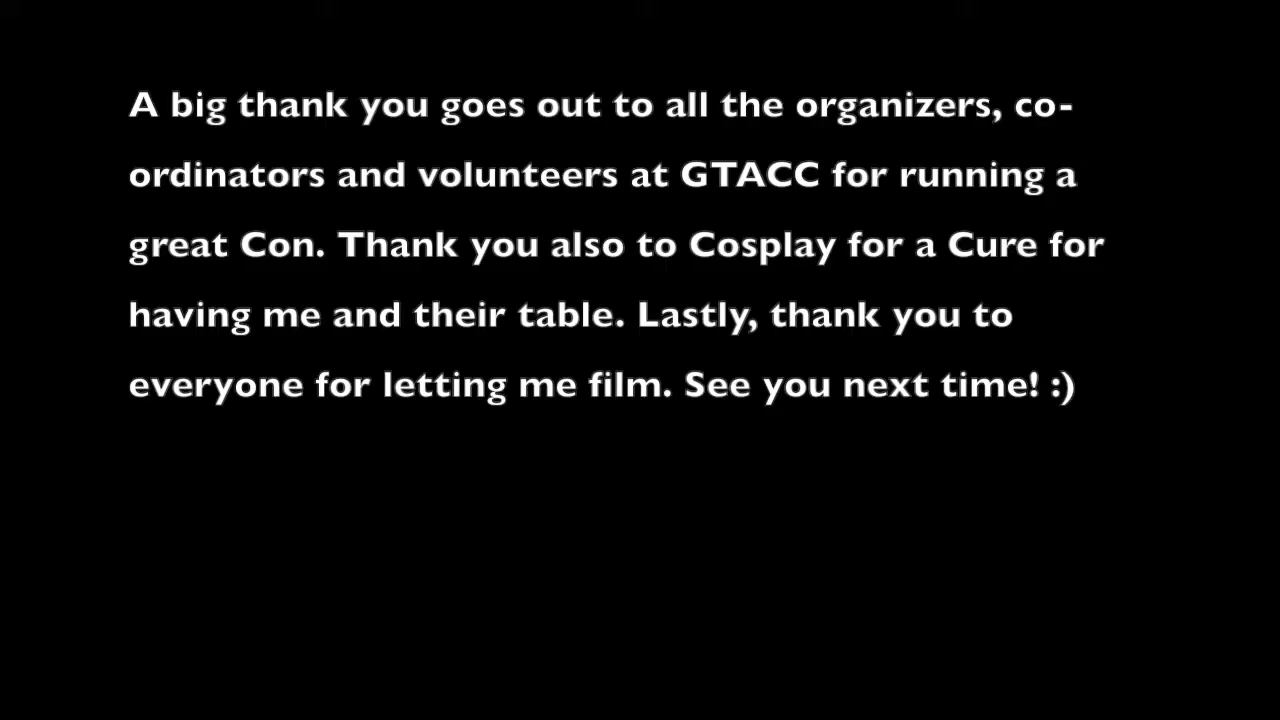 A big thank you goes out to all the organizers, co-
ordinators and volunteers at GTACC for running a
great Con. Thank you also to Cosplay for a Cure for
having me and their table. Lastly, thank you to
everyone for letting me film. See you next time! :)